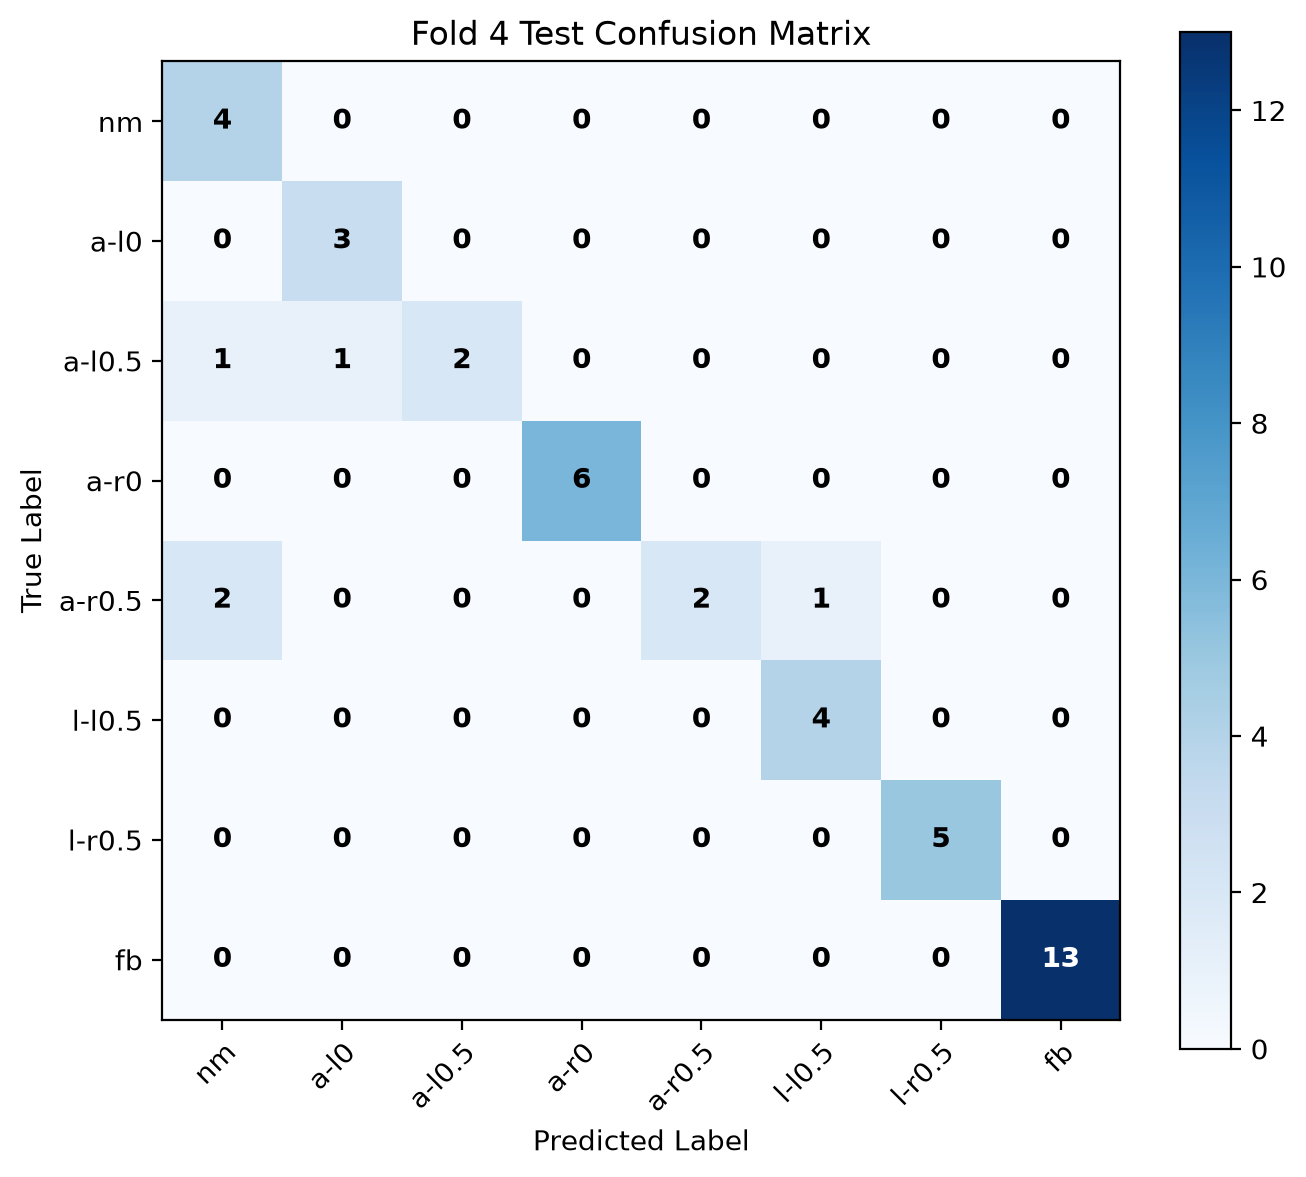 Fold 4 Test Confusion Matrix
nm 4 0 0 0 0 0 0 0
a-l0 0 3 0 0 0 0 0 0
a-l0.5 1 1 2 0 0 0 0 0
a-r0 0 0 0 6 0 0 0 0
a-r0.5 2 0 0 0 2 1 0 0
l-l0.5 0 0 0 0 0 4 0 0
l-r0.5 0 0 0 0 0 0 5 0
fb 0 0 0 0 0 0 0 13
nm a-l0 a-l0.5 a-r0 a-r0.5 l-l0.5 l-r0.5 fb
Predicted Label
True Label
12
10
8
6
4
2
0